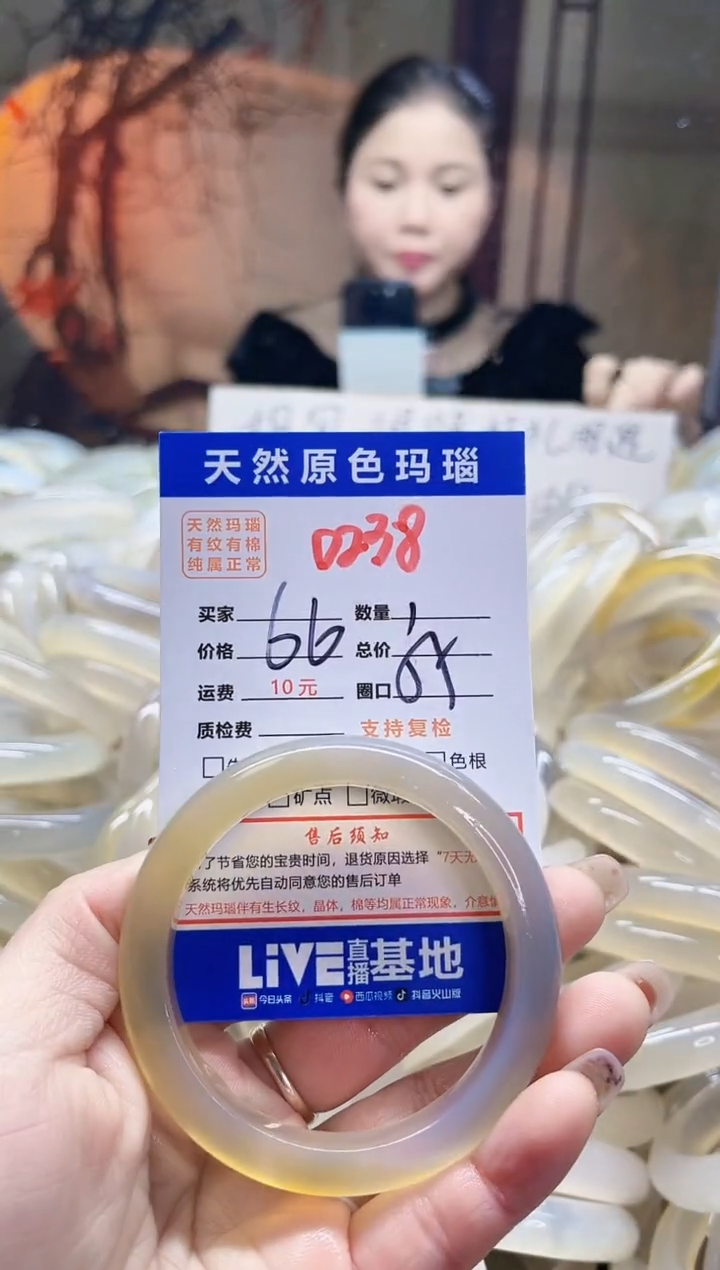 天然原色玛瑙
天然玛瑙
有纹有棉
纯属正常
0238
买家 数量 1
价格 66 总价
运费 10元 圈口
质检费 支持复检
色根
矿点
售后须知
了节省您的宝贵时间，退货原因选择“7天无
系统将优先自动同意您的售后订单
天然玛瑙伴有生长纹，晶体，棉等均属正常现象，介意慎
LiVE直播基地
头条 今日头条 抖音 西瓜视频 抖音火山版